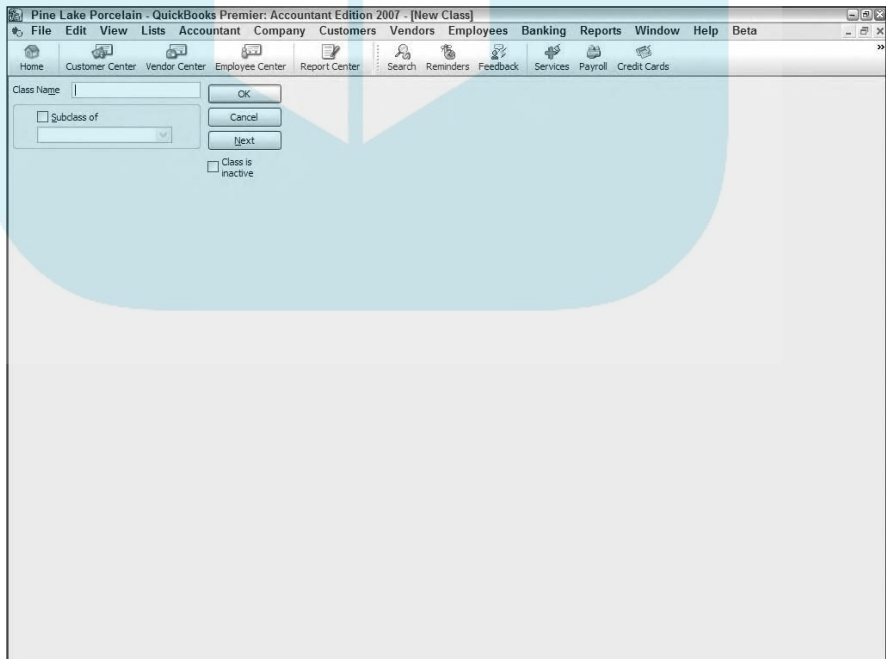 Pine Lake Porcelain - QuickBooks Premier: Accountant Edition 2007 - [New Class]
File Edit View Lists Accountant Company Customers Vendors Employees Banking Reports Window Help Beta
Home Customer Center Vendor Center Employee Center Report Center Search Reminders Feedback Services Payroll Credit Cards
Class Name
OK
Subclass of
Cancel
Next
Class is
inactive